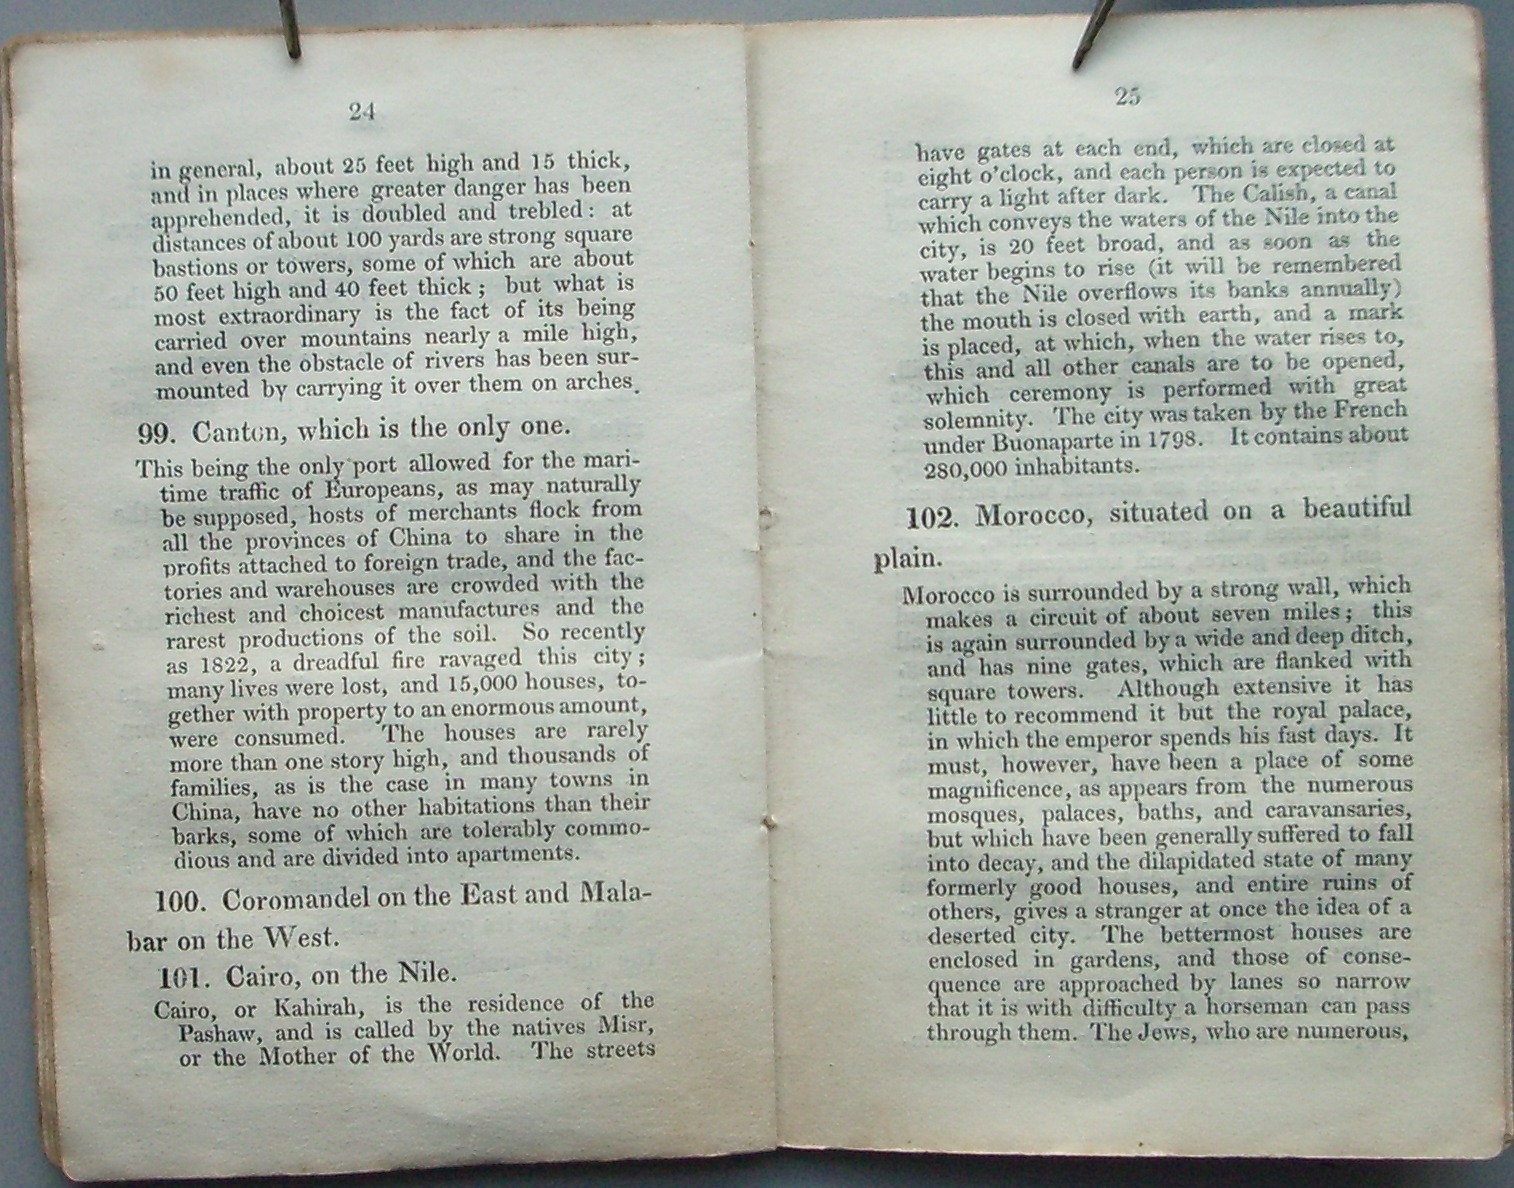 24
in general, about 25 feet high and 15 thick,
and in places where greater danger has been
apprehended, it is doubled and trebled: at
distances of about 100 yards are strong square
bastions or towers, some of which are about
50 feet high and 40 feet thick; but what is
most extraordinary is the fact of its being
carried over mountains nearly a mile high,
and even the obstacle of rivers has been sur-
mounted by carrying it over them on arches.
99. Canton, which is the only one.
This being the only port allowed for the mari-
time traffic of Europeans, as may naturally
be supposed, hosts of merchants flock from
all the provinces of China to share in the
profits attached to foreign trade, and the fac-
tories and warehouses are crowded with the
richest and choicest manufactures and the
rarest productions of the soil. So recently
as 1822, a dreadful fire ravaged this city;
many lives were lost, and 15,000 houses, to-
gether with property to an enormous amount,
were consumed. The houses are rarely
more than one story high, and thousands of
families, as is the case in many towns in
China, have no other habitations than their
barks, some of which are tolerably commo-
dious and are divided into apartments.
100. Coromandel on the East and Mala-
bar on the West.
101. Cairo, on the Nile.
Cairo, or Kahirah, is the residence of the
Pashaw, and is called by the natives Misr,
or the Mother of the World. The streets
25
have gates at each end, which are closed at
eight o'clock, and each person is expected to
carry a light after dark. The Calish, a canal
which conveys the waters of the Nile into the
city, is 20 feet broad, and as soon as the
water begins to rise (it will be remembered
that the Nile overflows its banks annually)
the mouth is closed with earth, and a mark
is placed, at which, when the water rises to,
this and all other canals are to be opened,
which ceremony is performed with great
solemnity. The city was taken by the French
under Buonaparte in 1798. It contains about
280,000 inhabitants.
102. Morocco, situated on a beautiful
plain.
Morocco is surrounded by a strong wall, which
makes a circuit of about seven miles; this
is again surrounded by a wide and deep ditch,
and has nine gates, which are flanked with
square towers. Although extensive it has
little to recommend it but the royal palace,
in which the emperor spends his fast days. It
must, however, have been a place of some
magnificence, as appears from the numerous
mosques, palaces, baths, and caravansaries,
but which have been generally suffered to fall
into decay, and the dilapidated state of many
formerly good houses, and entire ruins of
others, gives a stranger at once the idea of a
deserted city. The bettermost houses are
enclosed in gardens, and those of conse-
quence are approached by lanes so narrow
that it is with difficulty a horseman can pass
through them. The Jews, who are numerous,